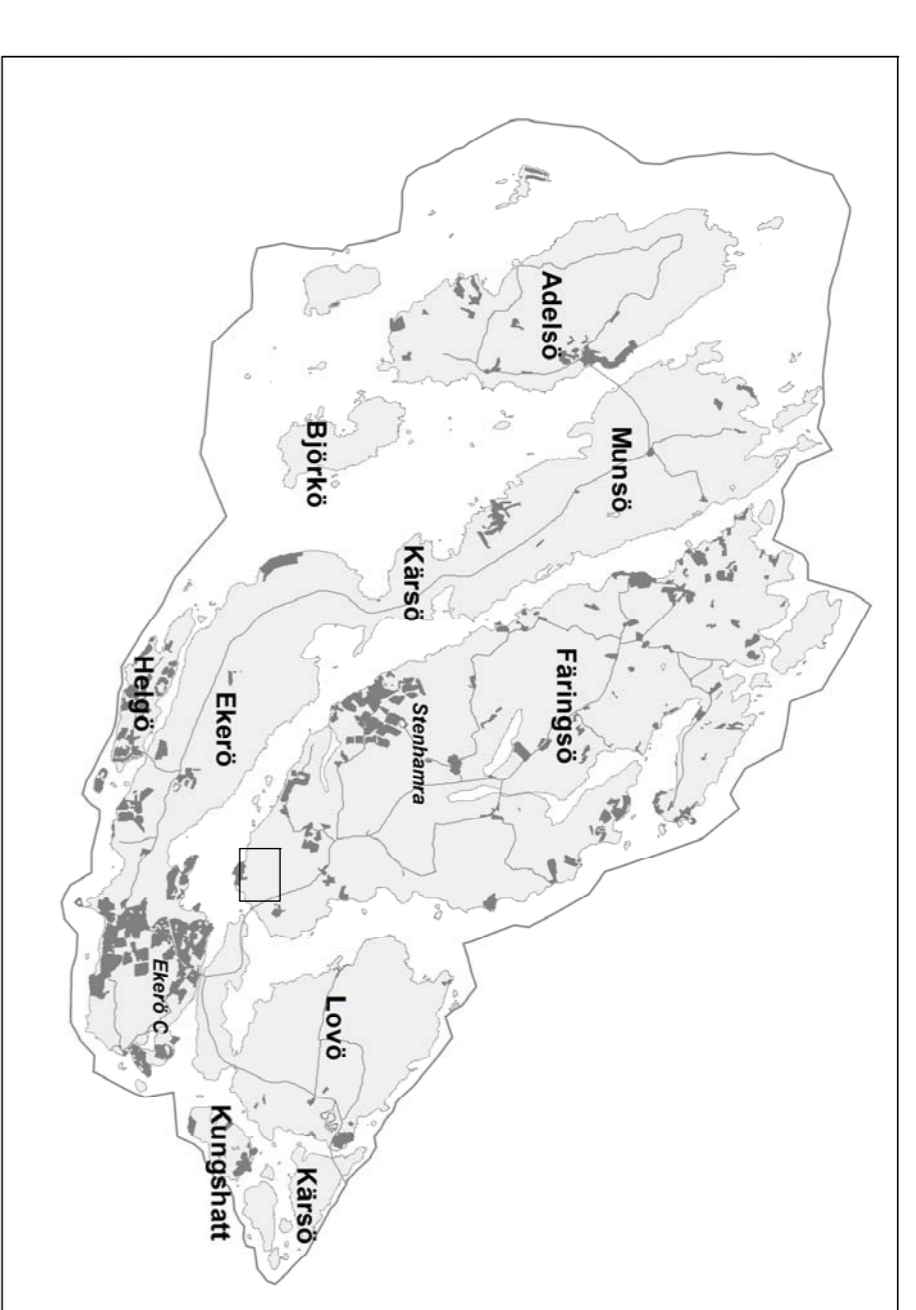 Adelsö
Munsö
Björkö
Kärsö
Färingsö
Stenhamra
Helgö
Ekerö
Ekerö C
Lovö
Kungshatt
Kärsö